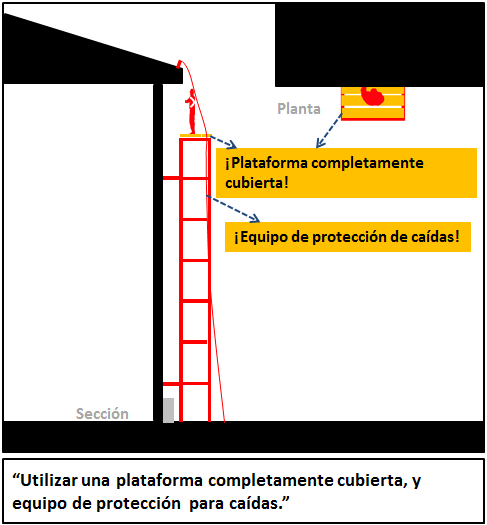 Planta
¡Plataforma completamente
cubierta!
¡Equipo de protección de caídas!
Sección
“Utilizar una plataforma completamente cubierta, y
equipo de protección para caídas.”